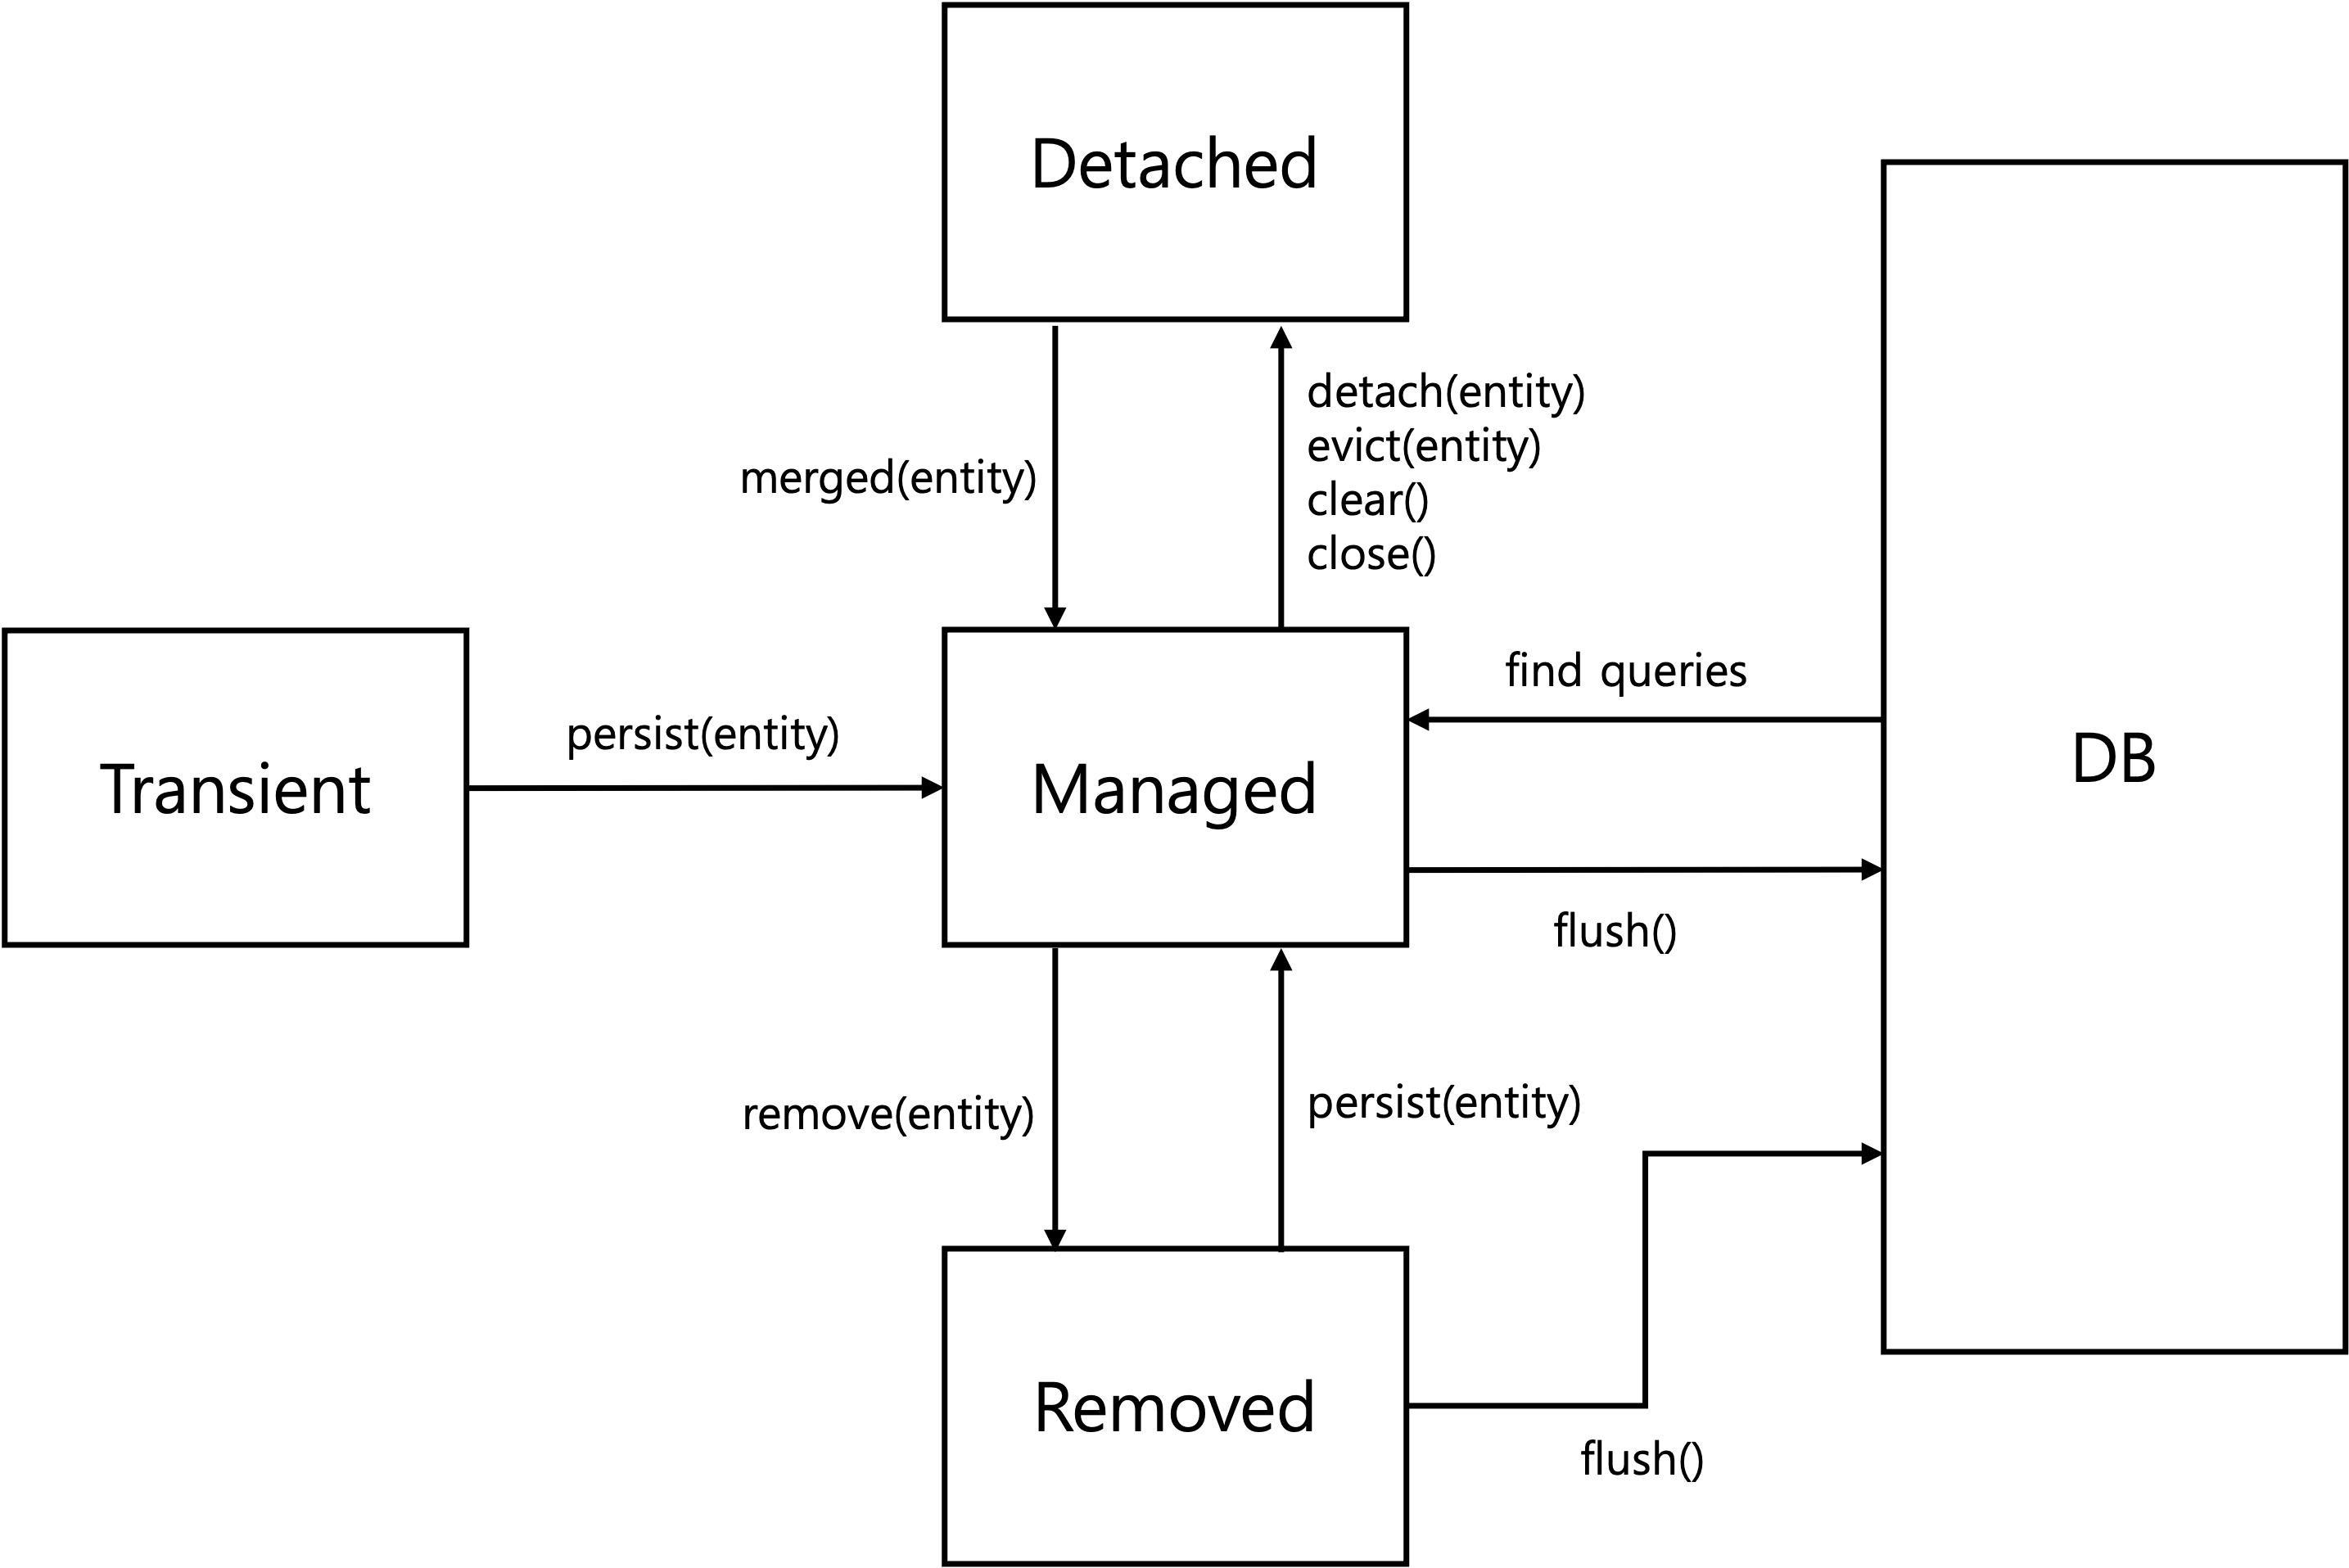 Detached
detach(entity)
evict(entity)
clear()
close()
merged(entity)
find queries
persist(entity)
Transient
Managed
DB
flush()
remove(entity)
persist(entity)
Removed
flush()